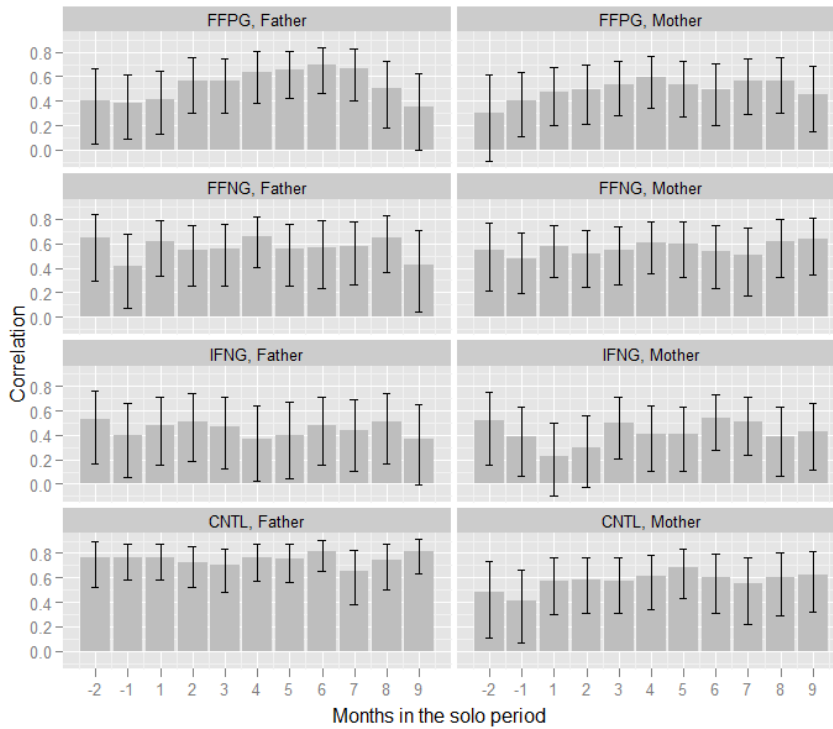 FFPG, Father
FFPG, Mother
0.8
0.6
0.4
0.2
0.0
FFNG, Father
FFNG, Mother
0.8
0.6
0.4
0.2
0.0
IFNG, Father
IFNG, Mother
0.8
0.6
0.4
0.2
0.0
CNTL, Father
CNTL, Mother
0.8
0.6
0.4
0.2
0.0
Correlation
-2 -1 1 2 3 4 5 6 7 8 9
-2 -1 1 2 3 4 5 6 7 8 9
Months in the solo period